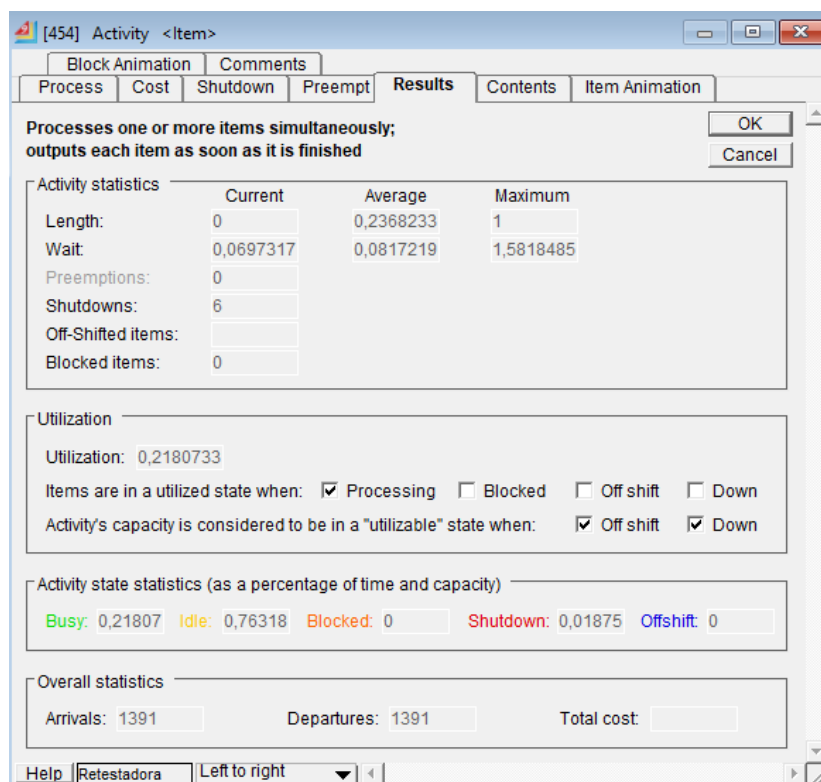 [454] Activity <Item>
Block Animation Comments
Process Cost Shutdown Preempt Results Contents Item Animation
Processes one or more items simultaneously;
outputs each item as soon as it is finished
OK
Cancel
Activity statistics
Current Average Maximum
Length: 0 0,2368233 1
Wait: 0,0697317 0,0817219 1,5818485
Preemptions: 0
Shutdowns: 6
Off-Shifted items:
Blocked items: 0
Utilization
Utilization: 0,2180733
Items are in a utilized state when: Processing Blocked Off shift Down
Activity's capacity is considered to be in a "utilizable" state when: Off shift Down
Activity state statistics (as a percentage of time and capacity)
Busy: 0,21807 Idle: 0,76318 Blocked: 0 Shutdown: 0,01875 Offshift: 0
Overall statistics
Arrivals: 1391 Departures: 1391 Total cost:
Help Retestadora Left to right